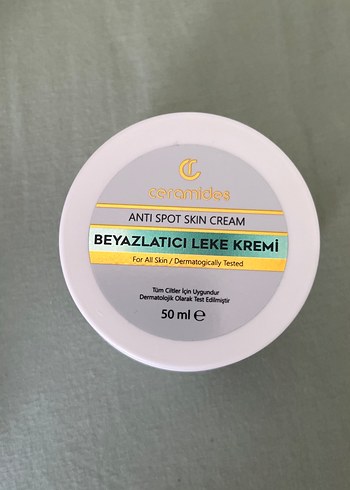 ceramides
ANTI SPOT SKIN CREAM
BEYAZLATICI LEKE KREMİ
For All Skin / Dermatogically Tested
Tüm Ciltler İçin Uygundur
Dermatolojik Olarak Test Edilmiştir
50 ml ℮